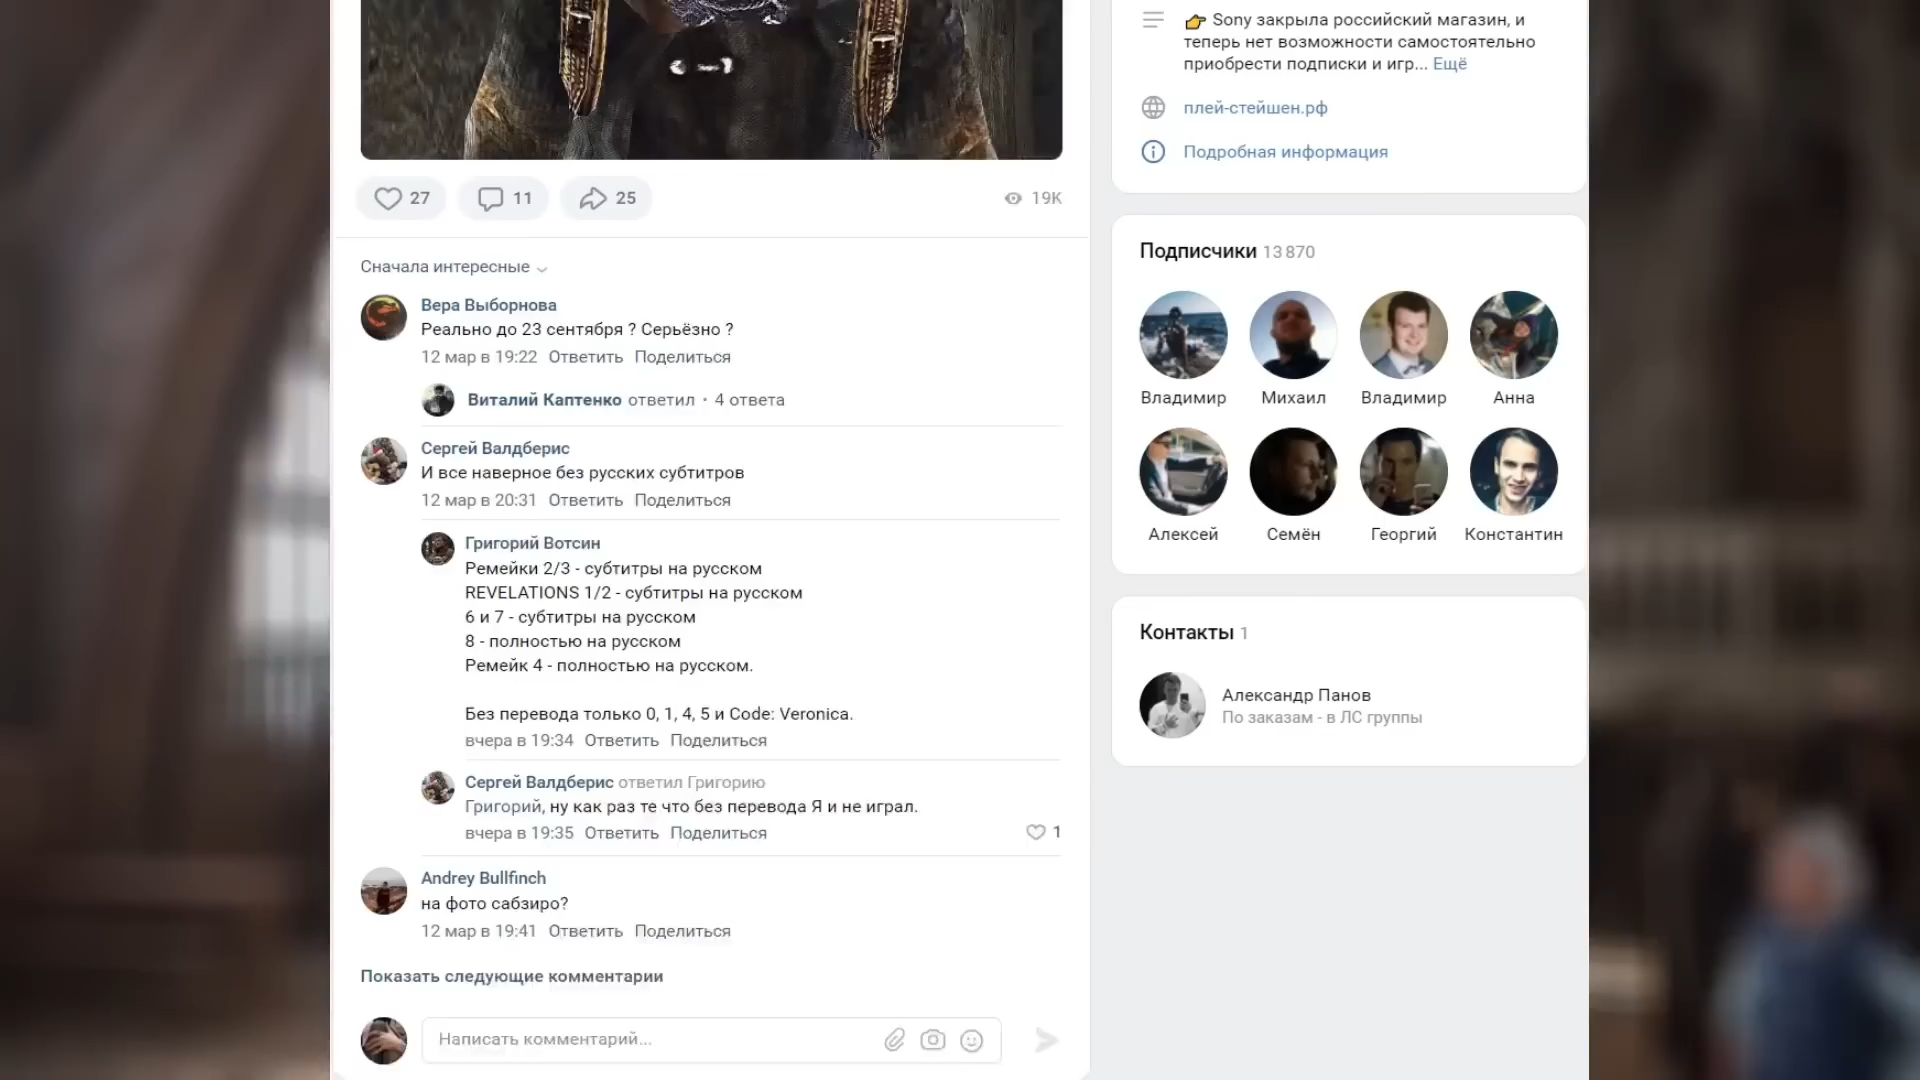 27
11
25
19K
Сначала интересные
Вера Выборнова
Реально до 23 сентября ? Серьёзно ?
12 мар в 19:22 Ответить Поделиться
Виталий Каптенко ответил · 4 ответа
Сергей Валдберис
И все наверное без русских субтитров
12 мар в 20:31 Ответить Поделиться
Григорий Вотсин
Ремейки 2/3 - субтитры на русском
REVELATIONS 1/2 - субтитры на русском
6 и 7 - субтитры на русском
8 - полностью на русском
Ремейк 4 - полностью на русском.
Без перевода только 0, 1, 4, 5 и Code: Veronica.
вчера в 19:34 Ответить Поделиться
Сергей Валдберис ответил Григорию
Григорий, ну как раз те что без перевода Я и не играл.
вчера в 19:35 Ответить Поделиться
1
Andrey Bullfinch
на фото сабзиро?
12 мар в 19:41 Ответить Поделиться
Показать следующие комментарии
Написать комментарий...
👉 Sony закрыла российский магазин, и
теперь нет возможности самостоятельно
приобрести подписки и игр... Ещё
плей-стейшен.рф
Подробная информация
Подписчики 13 870
Владимир Михаил Владимир Анна
Алексей Семён Георгий Константин
Контакты 1
Александр Панов
По заказам - в ЛС группы